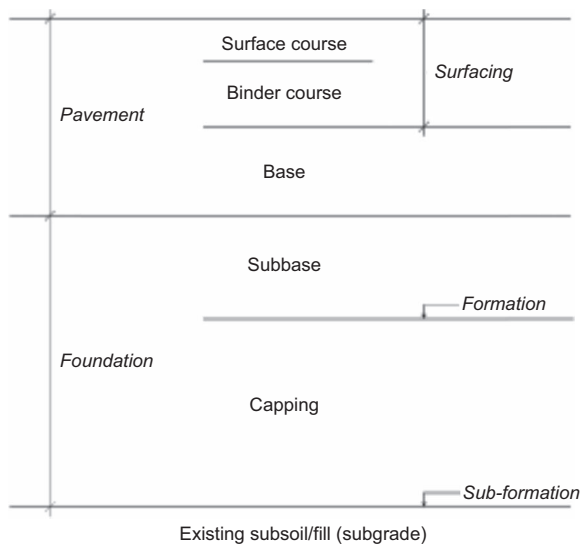 Surface course
Surfacing
Binder course
Pavement
Base
Subbase
Formation
Foundation
Capping
Sub-formation
Existing subsoil/fill (subgrade)